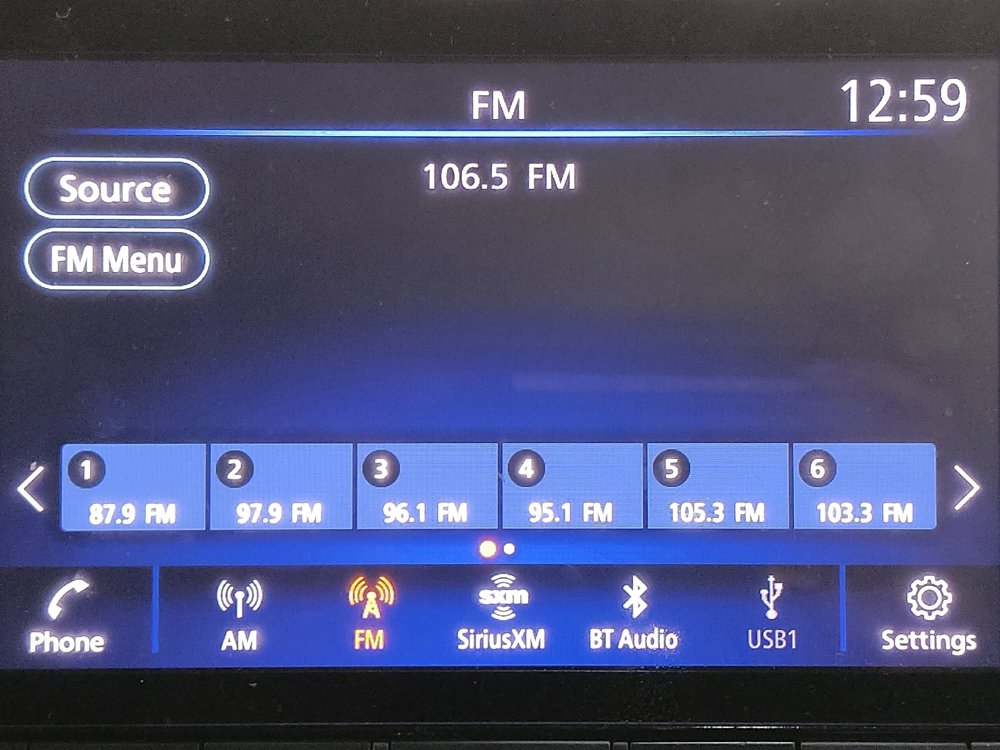 FM
12:59
106.5 FM
Source
FM Menu
1
87.9 FM
2
97.9 FM
3
96.1 FM
4
95.1 FM
5
105.3 FM
6
103.3 FM
Phone
AM
FM
sxm
SiriusXM
BT Audio
USB1
Settings